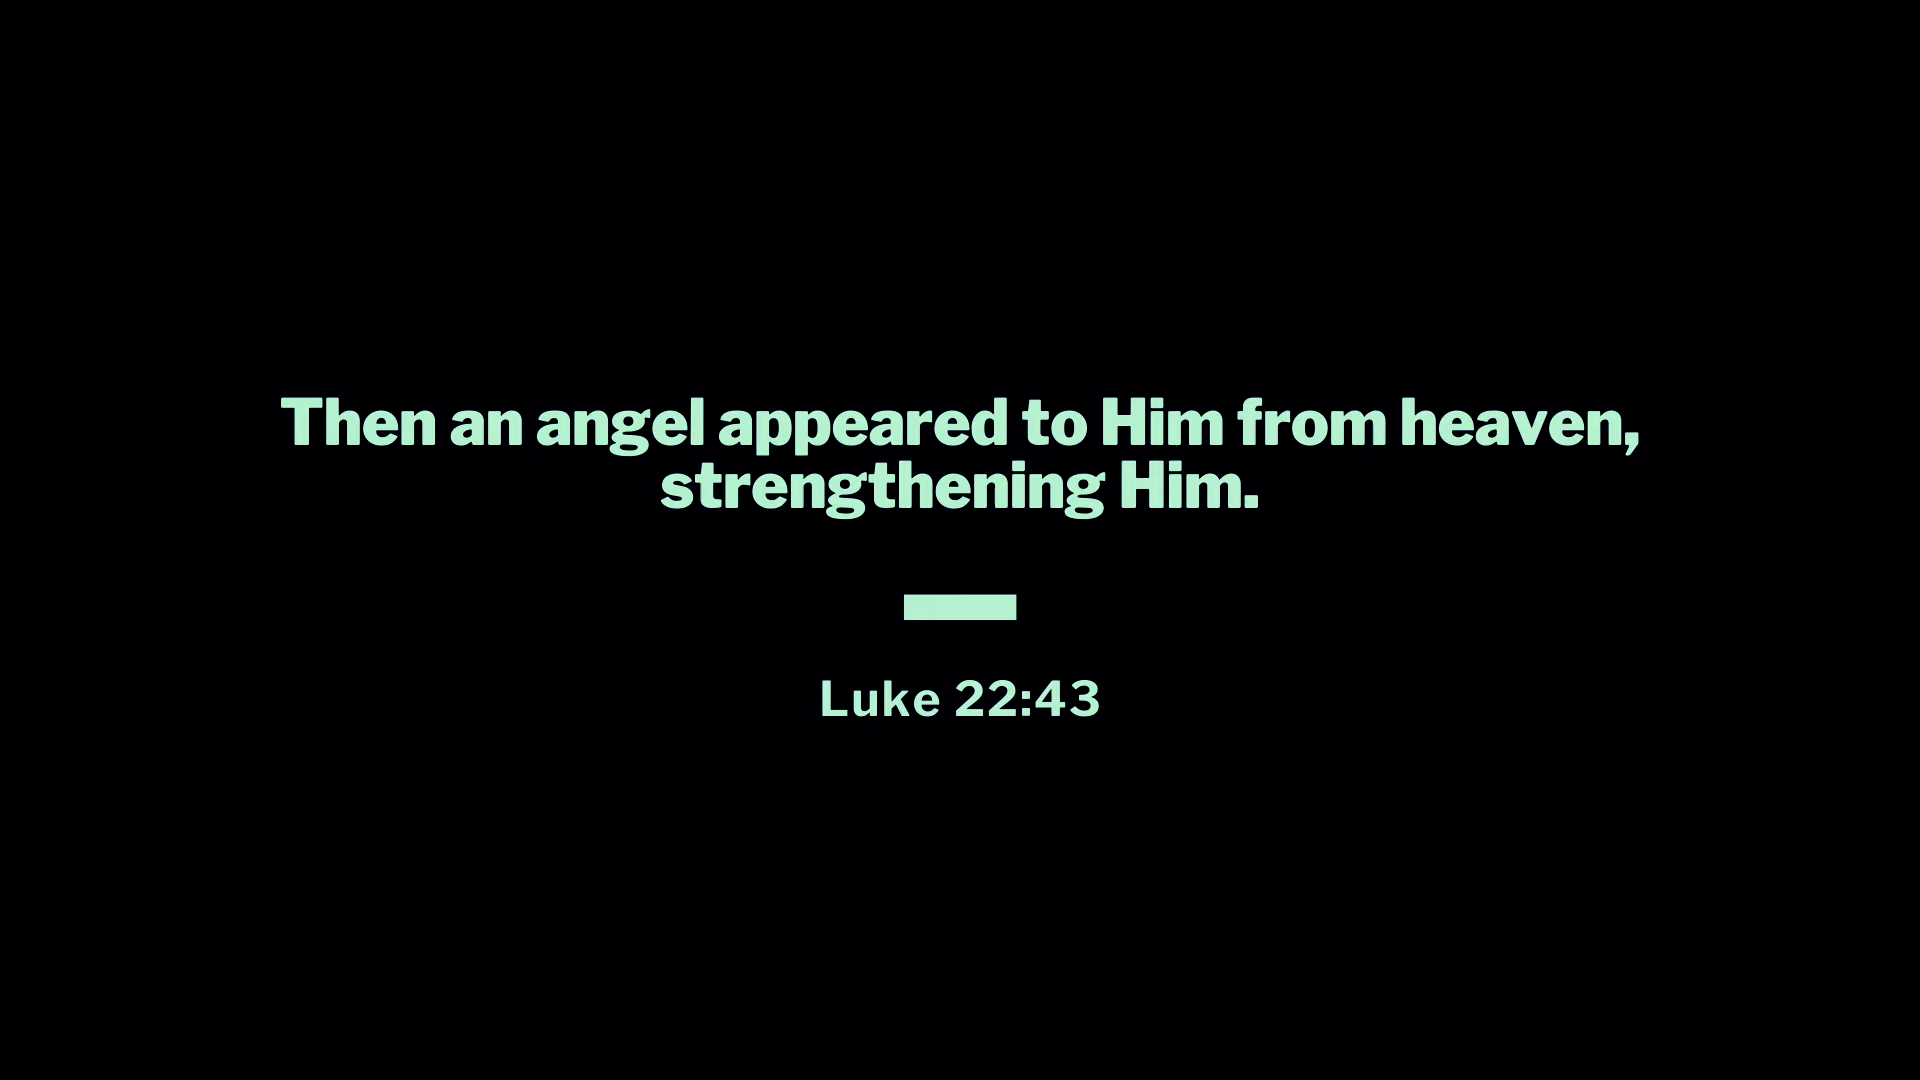 Then an angel appeared to Him from heaven,
strengthening Him.
Luke 22:43